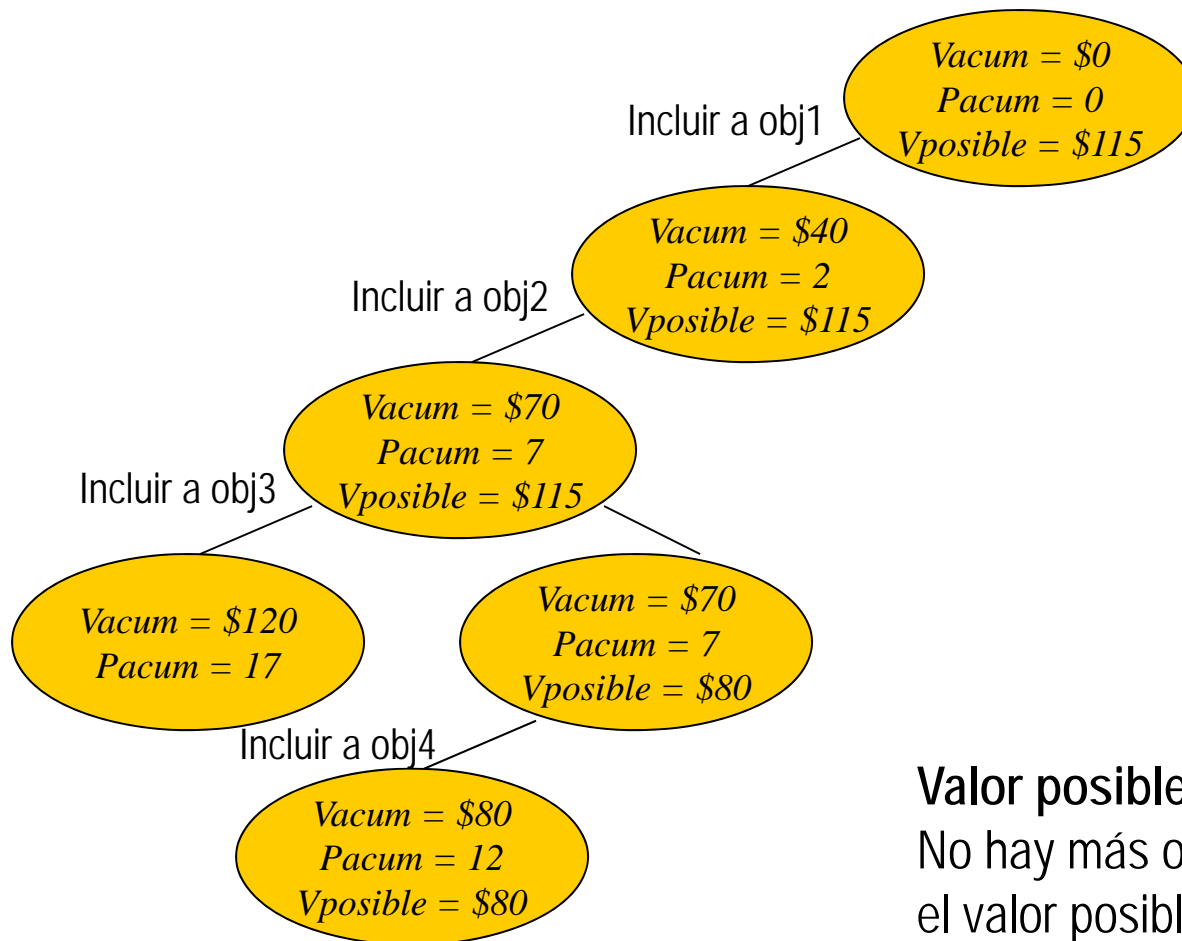 Vacum = $0
Pacum = 0
Vposible = $115
Incluir a obj1
Vacum = $40
Pacum = 2
Vposible = $115
Incluir a obj2
Vacum = $70
Pacum = 7
Vposible = $115
Incluir a obj3
Vacum = $120
Pacum = 17
Vacum = $70
Pacum = 7
Vposible = $80
Incluir a obj4
Vacum = $80
Pacum = 12
Vposible = $80
Valor posible
No hay más
el valor